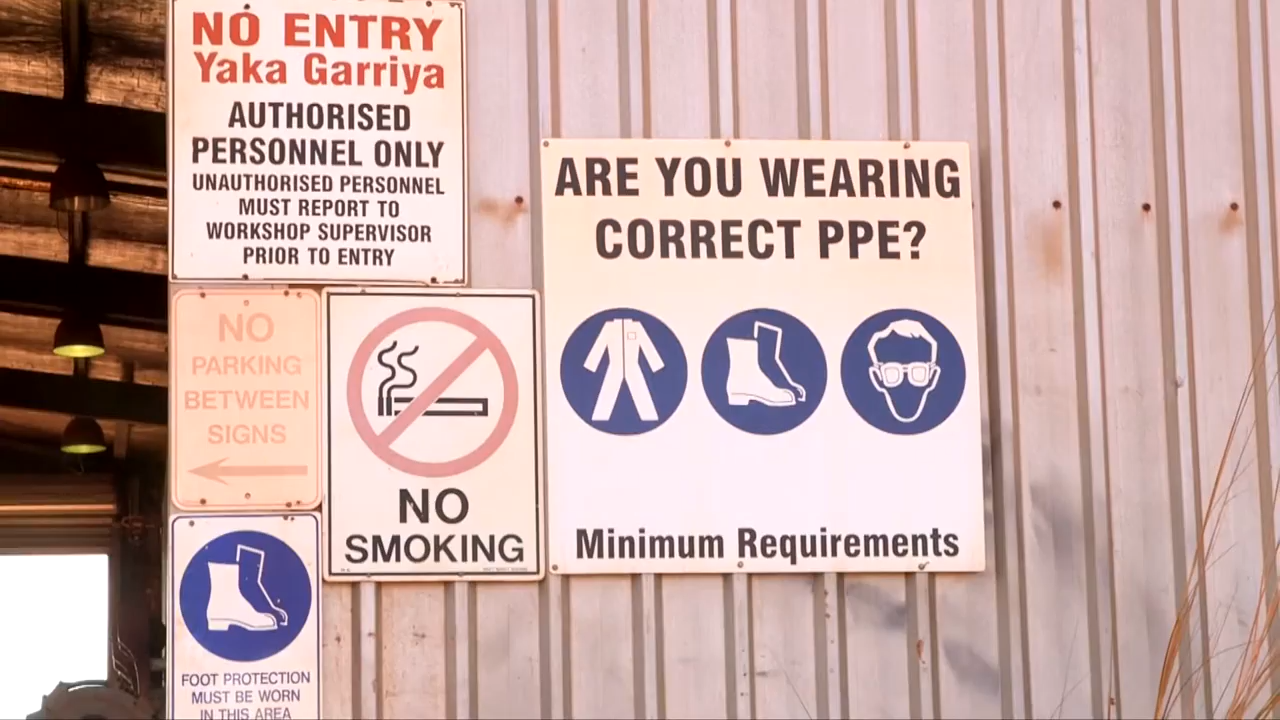 NO ENTRY
Yaka Garriya
AUTHORISED
PERSONNEL ONLY
UNAUTHORISED PERSONNEL
MUST REPORT TO
WORKSHOP SUPERVISOR
PRIOR TO ENTRY
ARE YOU WEARING
CORRECT PPE?
Minimum Requirements
NO
PARKING
BETWEEN
SIGNS
NO
SMOKING
FOOT PROTECTION
MUST BE WORN
IN THIS AREA